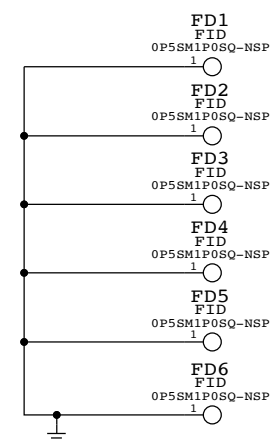 FD1
FID
0P5SM1P0SQ-NSP
1
FD2
FID
0P5SM1P0SQ-NSP
1
FD3
FID
0P5SM1P0SQ-NSP
1
FD4
FID
0P5SM1P0SQ-NSP
1
FD5
FID
0P5SM1P0SQ-NSP
1
FD6
FID
0P5SM1P0SQ-NSP
1